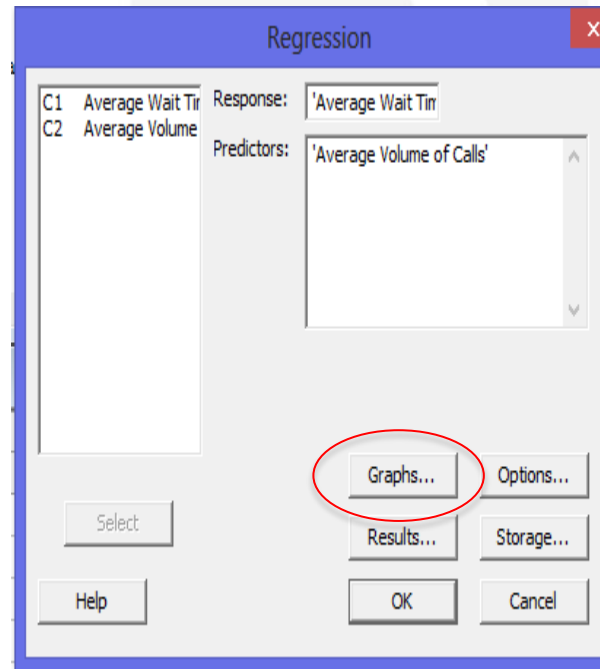 Regression
x
C1 Average Wait Tir
C2 Average Volume
Response: 'Average Wait Tim
Predictors: 'Average Volume of Calls'
Graphs... Options...
Select
Results... Storage...
Help OK Cancel